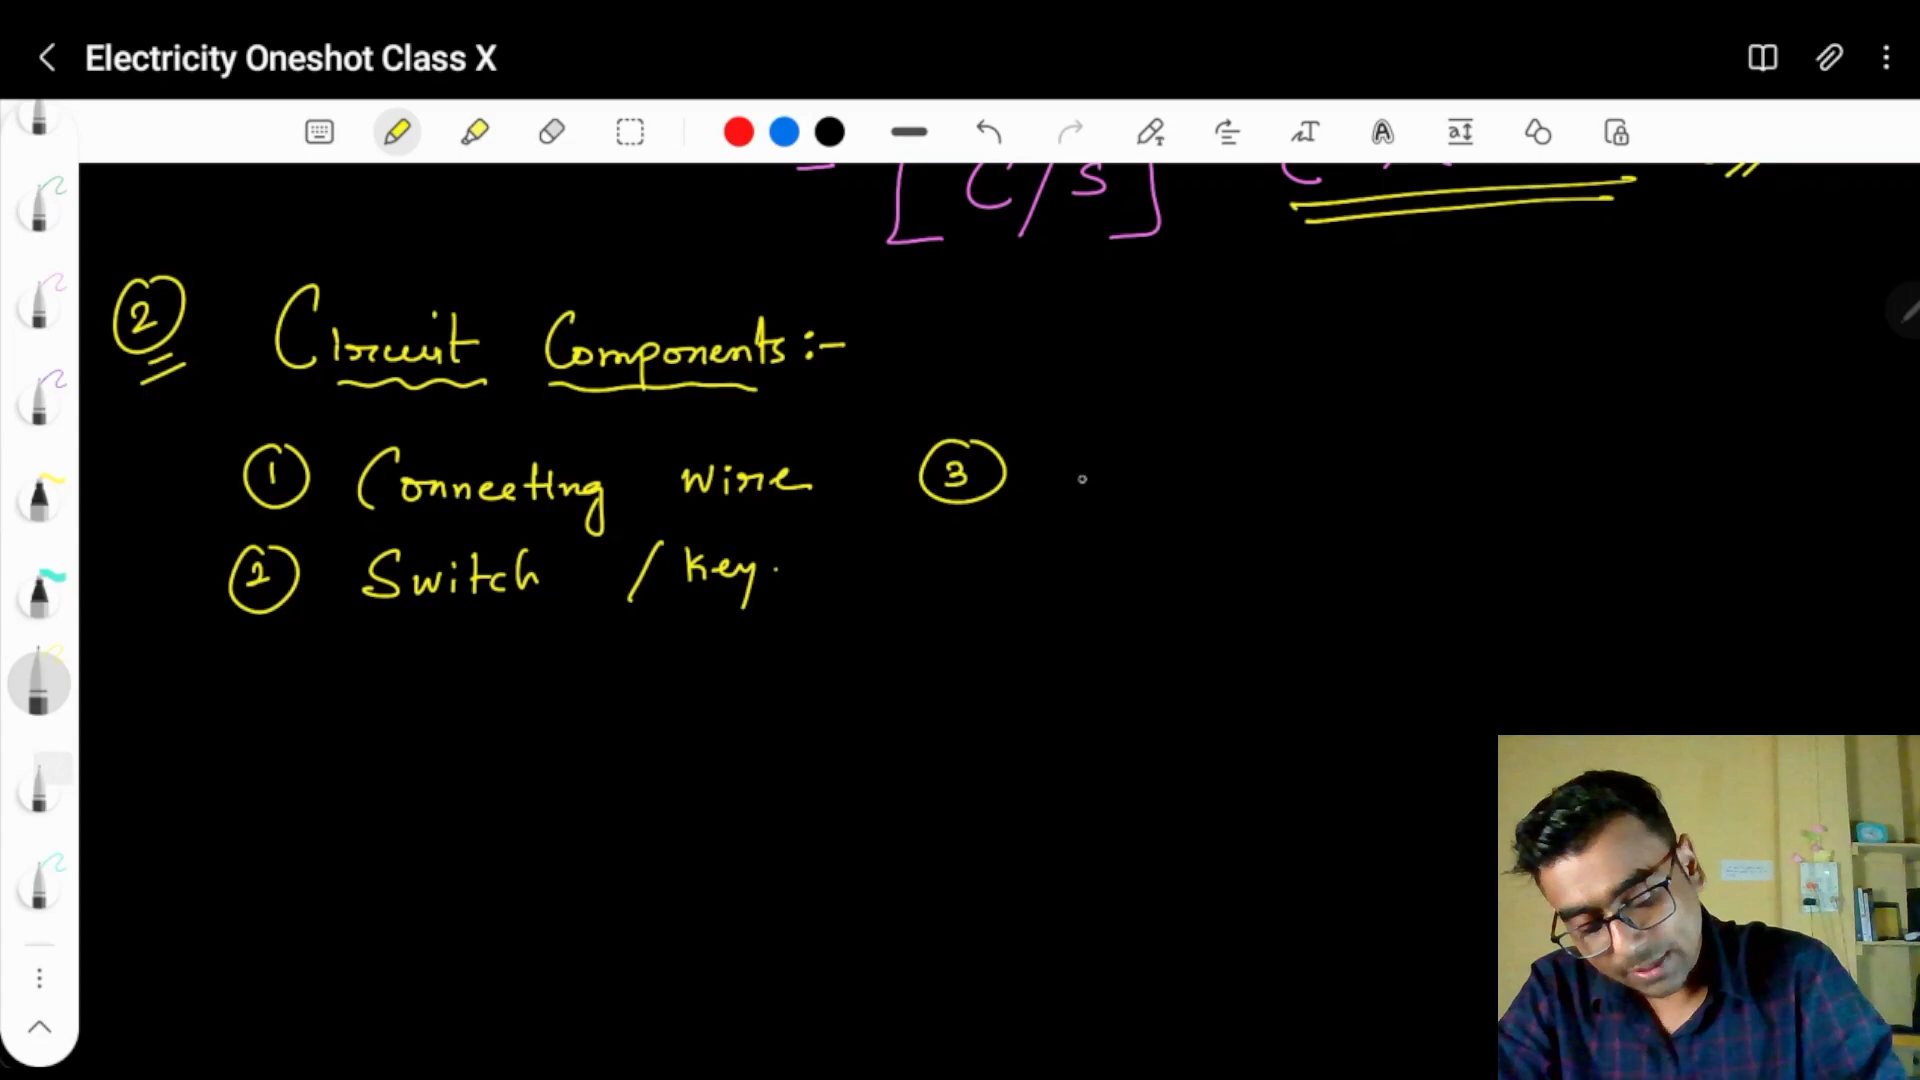 Electricity Oneshot Class X
[C/s]
② Circuit Components:-
① Connecting wire ③
② Switch / key.